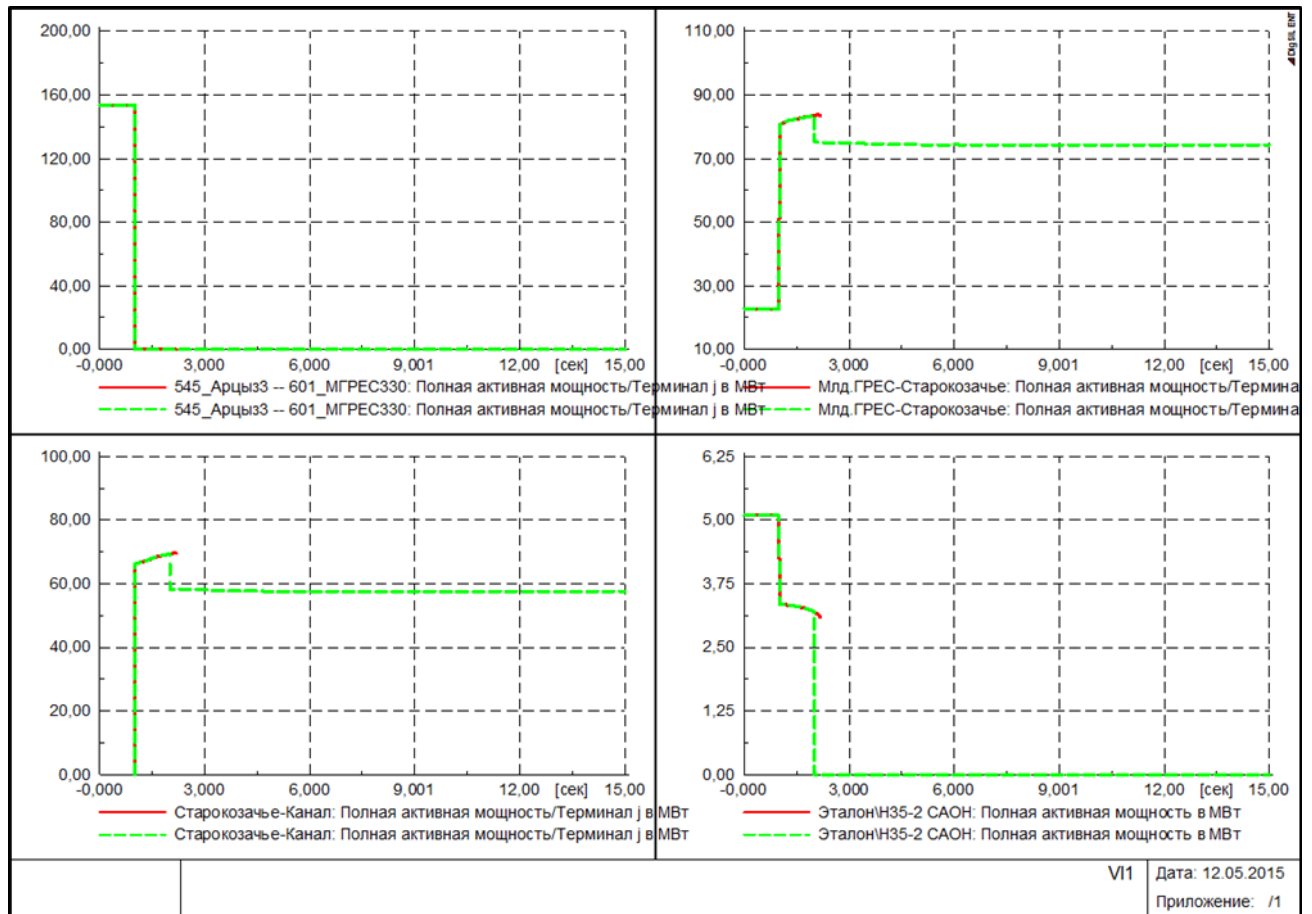 200,00
160,00
120,00
80,00
40,00
0,00
-0,000 3,000 6,000 9,001 12,00 [сек] 15,00
545_Арцыз3 -- 601_МГРЕС330: Полная активная мощность/Терминал j в МВт
545_Арцыз3 -- 601_МГРЕС330: Полная активная мощность/Терминал j в МВт
110,00
90,00
70,00
50,00
30,00
10,00
-0,000 3,000 6,000 9,001 12,00 [сек] 15,00
Млд.ГРЕС-Старокозачье: Полная активная мощность/Термина
Млд.ГРЕС-Старокозачье: Полная активная мощность/Термина
DIgSILENT
100,00
80,00
60,00
40,00
20,00
0,00
-0,000 3,000 6,000 9,001 12,00 [сек] 15,00
Старокозачье-Канал: Полная активная мощность/Терминал j в МВт
Старокозачье-Канал: Полная активная мощность/Терминал j в МВт
6,25
5,00
3,75
2,50
1,25
0,00
-0,000 3,000 6,000 9,001 12,00 [сек] 15,00
Эталон\Н35-2 САОН: Полная активная мощность в МВт
Эталон\Н35-2 САОН: Полная активная мощность в МВт
VI1
Дата: 12.05.2015
Приложение: /1